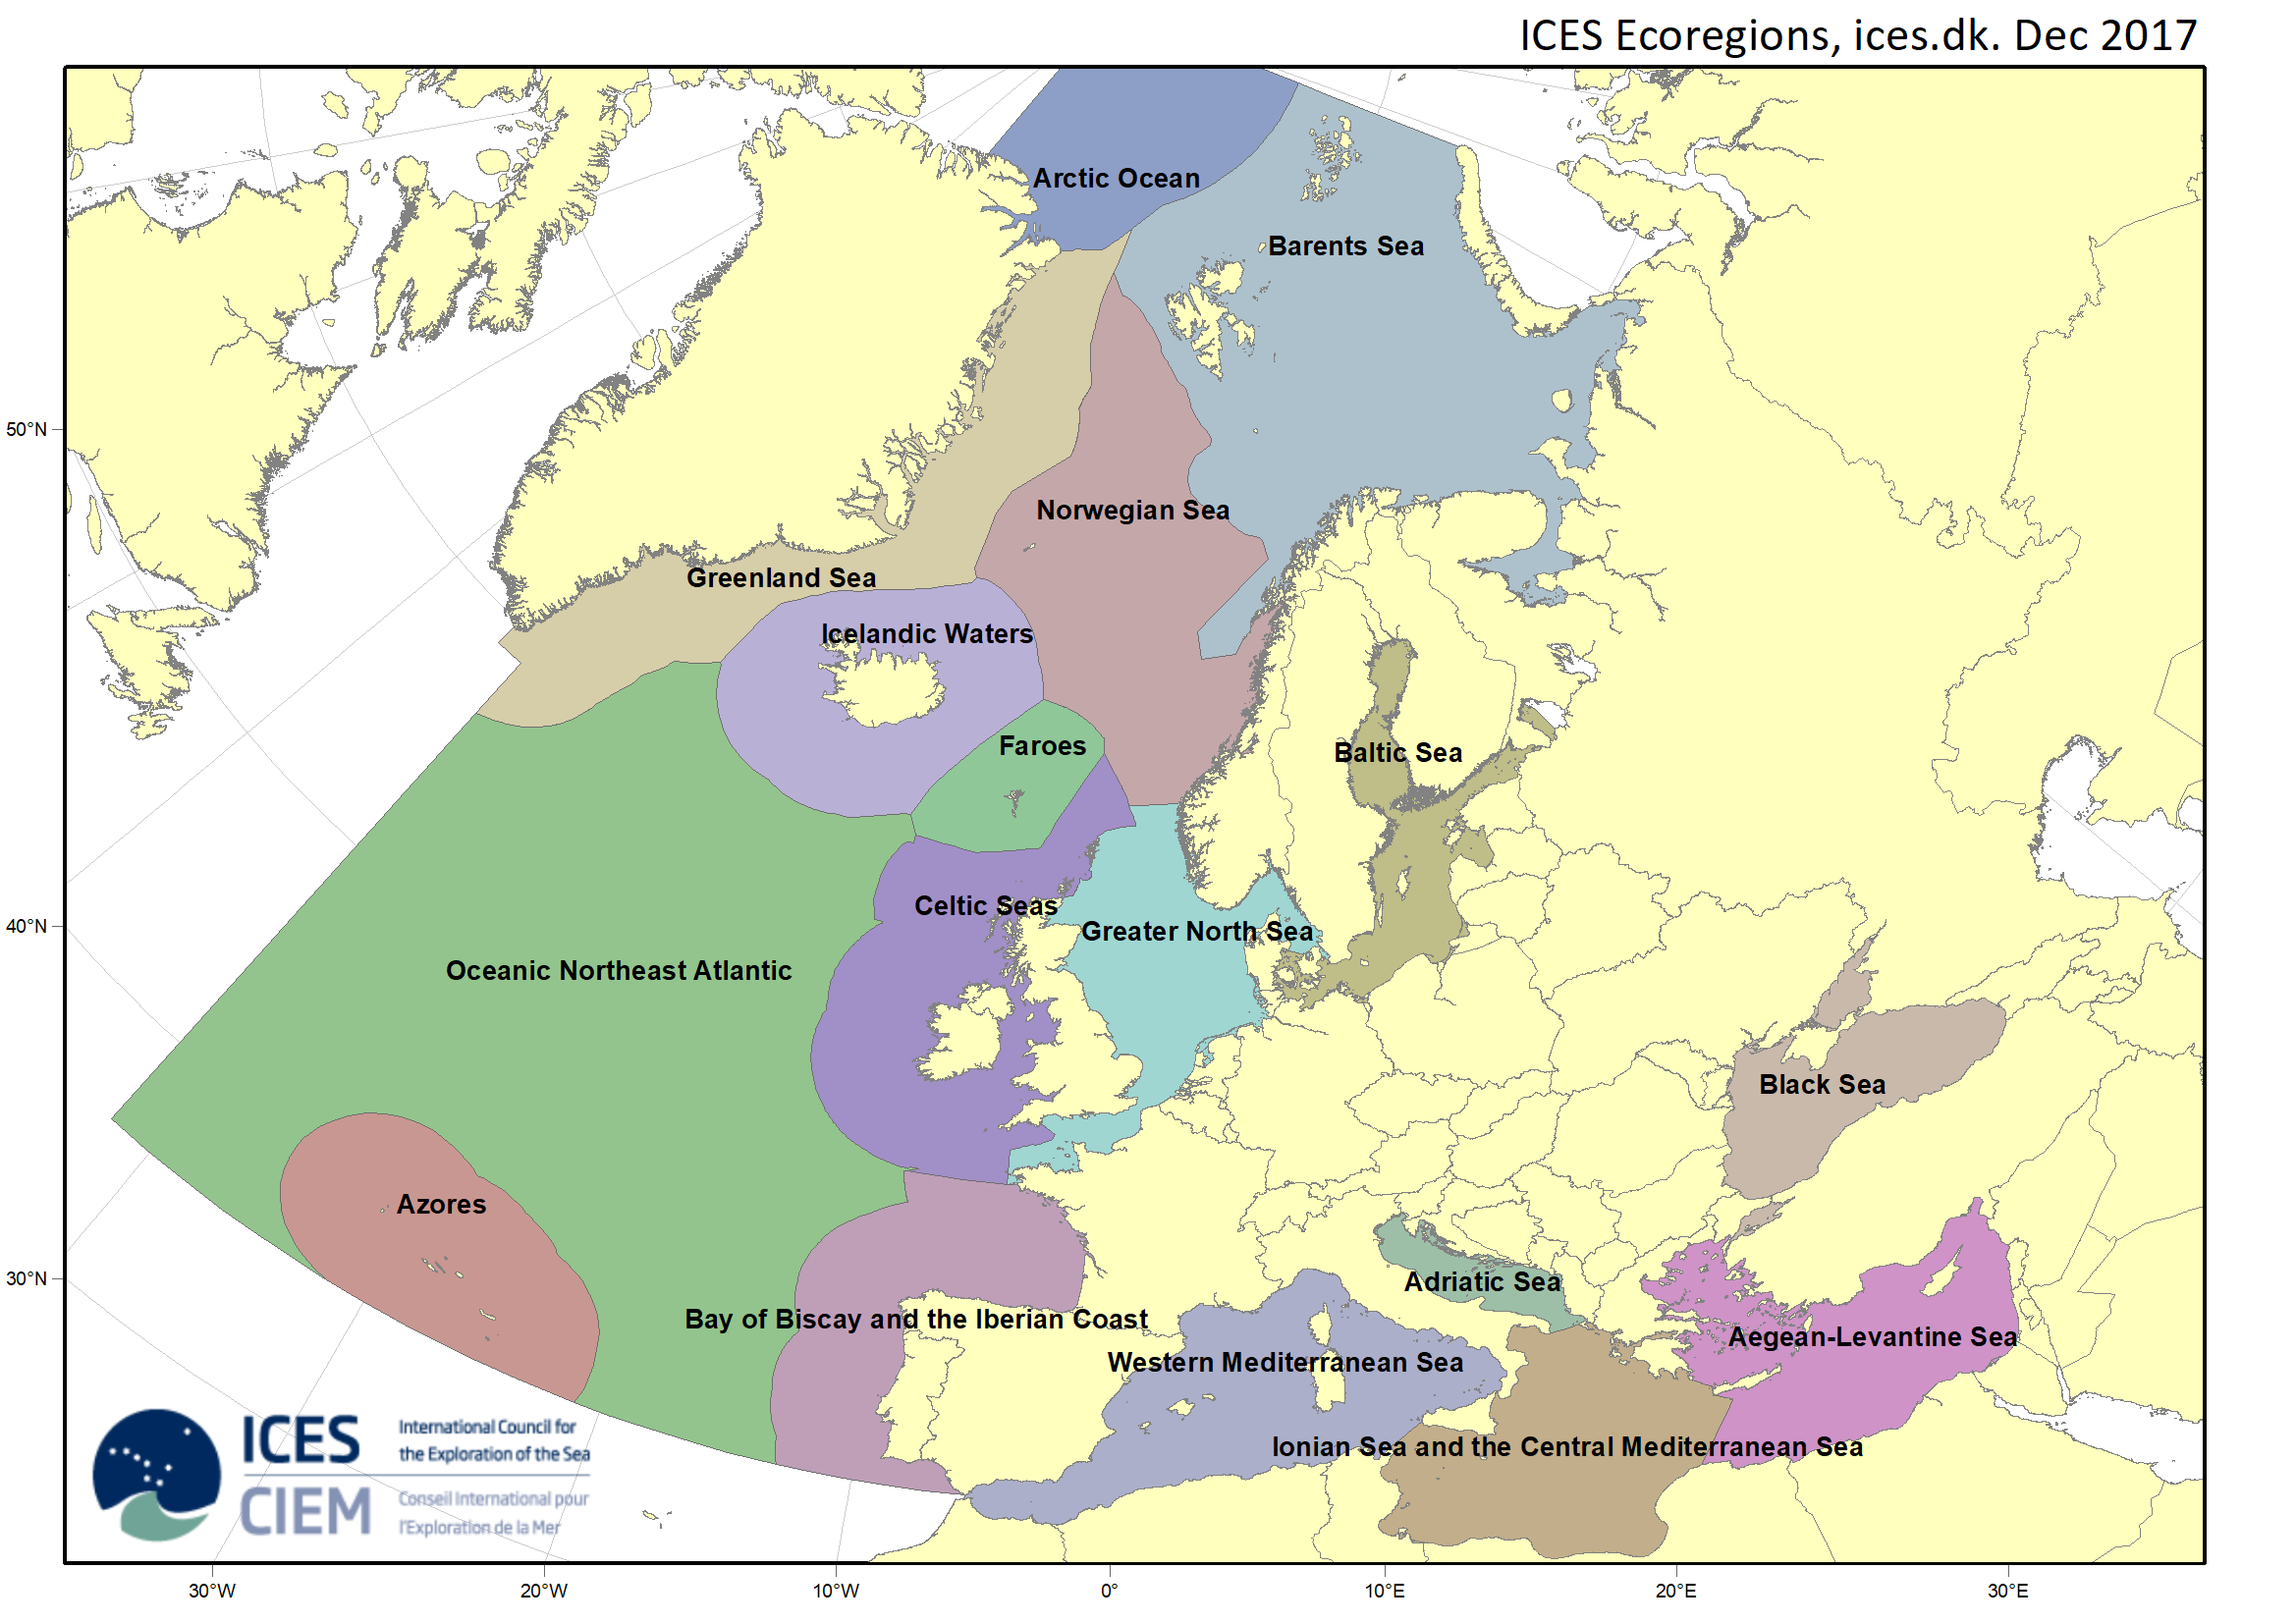 ICES Ecoregions, ices.dk. Dec 2017
Arctic Ocean
Barents Sea
50°N
Norwegian Sea
Greenland Sea
Icelandic Waters
Faroes
Baltic Sea
Celtic Seas
40°N
Greater North Sea
Oceanic Northeast Atlantic
Black Sea
Azores
30°N
Adriatic Sea
Bay of Biscay and the Iberian Coast
Aegean-Levantine Sea
Western Mediterranean Sea
Ionian Sea and the Central Mediterranean Sea
ICES
CIEM
International Council for
the Exploration of the Sea
Conseil International pour
l'Exploration de la Mer
30°W
20°W
10°W
0°
10°E
20°E
30°E